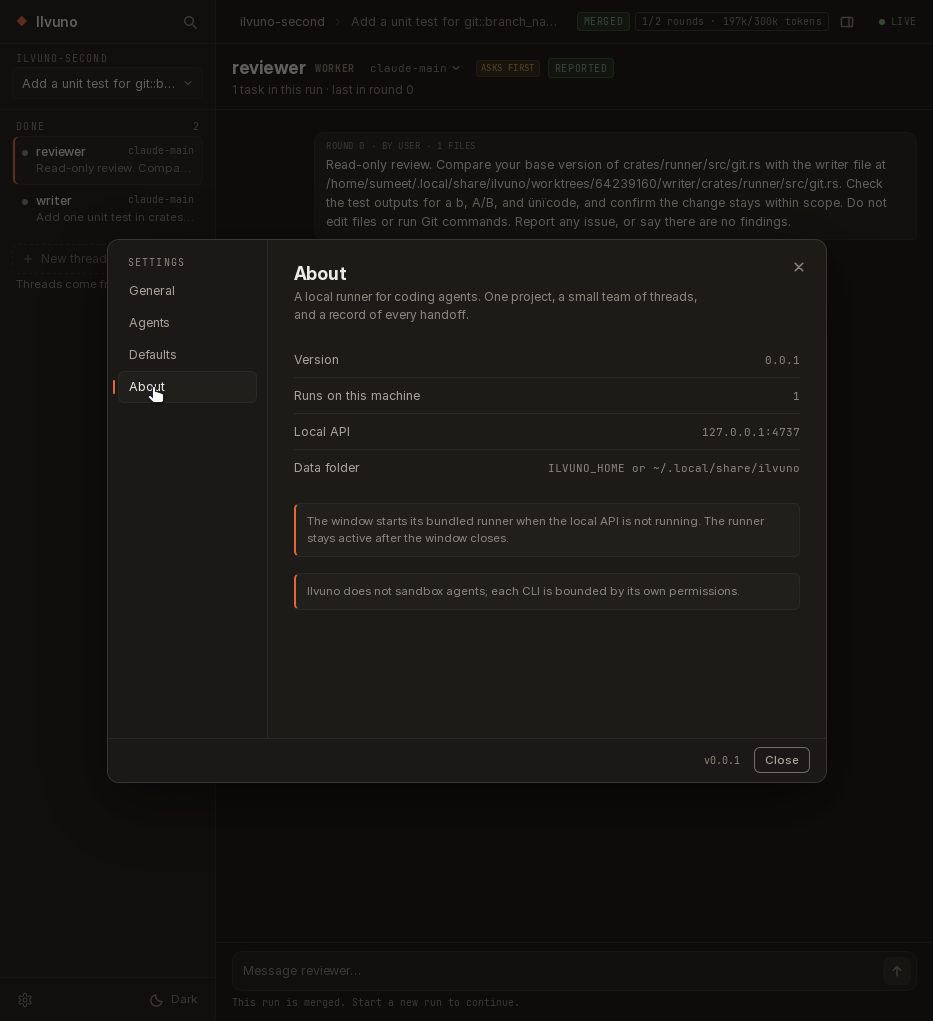 Ilvuno
ILVUNO-SECOND
Add a unit test for git::b...
DONE 2
reviewer claude-main
Read-only review. Compa...
writer claude-main
Add one unit test in crates...
+ New thread
Threads come fr
Dark
ilvuno-second > Add a unit test for git::branch_na... MERGED 1/2 rounds · 197k/300k tokens LIVE
reviewer WORKER claude-main ASKS FIRST REPORTED
1 task in this run · last in round 0
ROUND 0 · BY USER · 1 FILES
Read-only review. Compare your base version of crates/runner/src/git.rs with the writer file at
/home/sumeet/.local/share/ilvuno/worktrees/64239160/writer/crates/runner/src/git.rs. Check
the test outputs for a b, A/B, and ünïcode, and confirm the change stays within scope. Do not
edit files or run Git commands. Report any issue, or say there are no findings.
SETTINGS
General
Agents
Defaults
About
About
A local runner for coding agents. One project, a small team of threads,
and a record of every handoff.
Version 0.0.1
Runs on this machine 1
Local API 127.0.0.1:4737
Data folder ILVUNO_HOME or ~/.local/share/ilvuno
The window starts its bundled runner when the local API is not running. The runner
stays active after the window closes.
Ilvuno does not sandbox agents; each CLI is bounded by its own permissions.
v0.0.1 Close
Message reviewer...
This run is merged. Start a new run to continue.